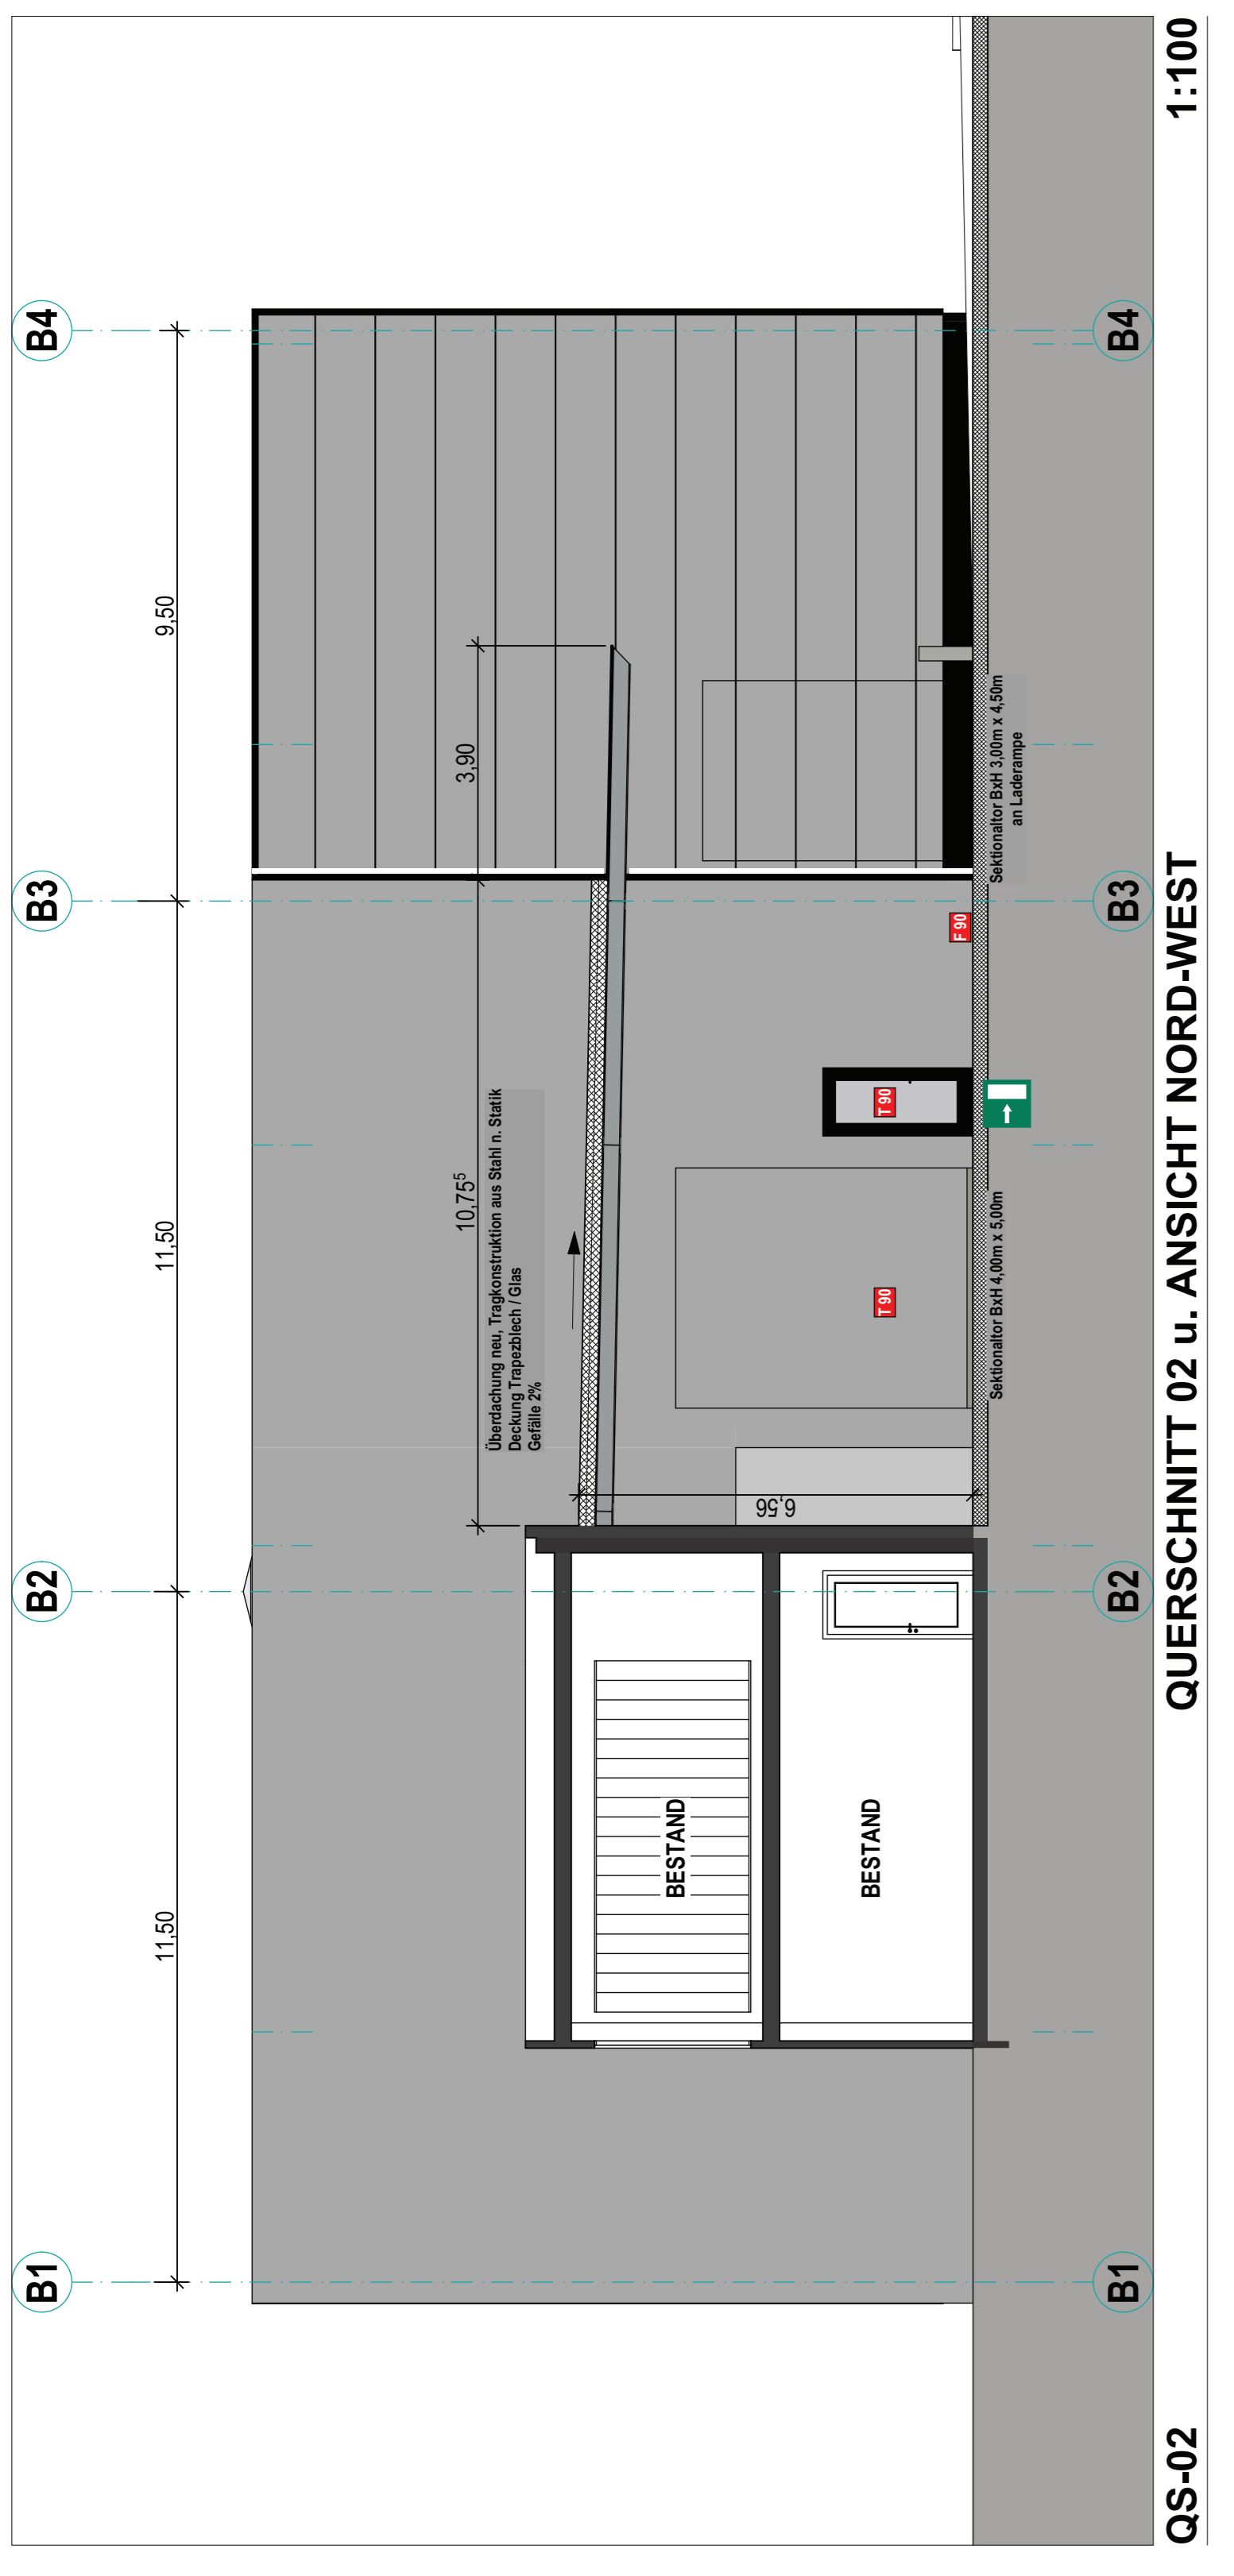 B1
B2
B3
B4
11,50
11,50
9,50
10,75⁵
3,90
Überdachung neu, Tragkonstruktion aus Stahl n. Statik
Deckung Trapezblech / Glas
Gefälle 2%
6,56
BESTAND
BESTAND
T 90
T 90
F 90
Sektionaltor BxH 4,00m x 5,00m
Sektionaltor BxH 3,00m x 4,50m
an Laderampe
B1
B2
B3
B4
QS-02
QUERSCHNITT 02 u. ANSICHT NORD-WEST
1:100